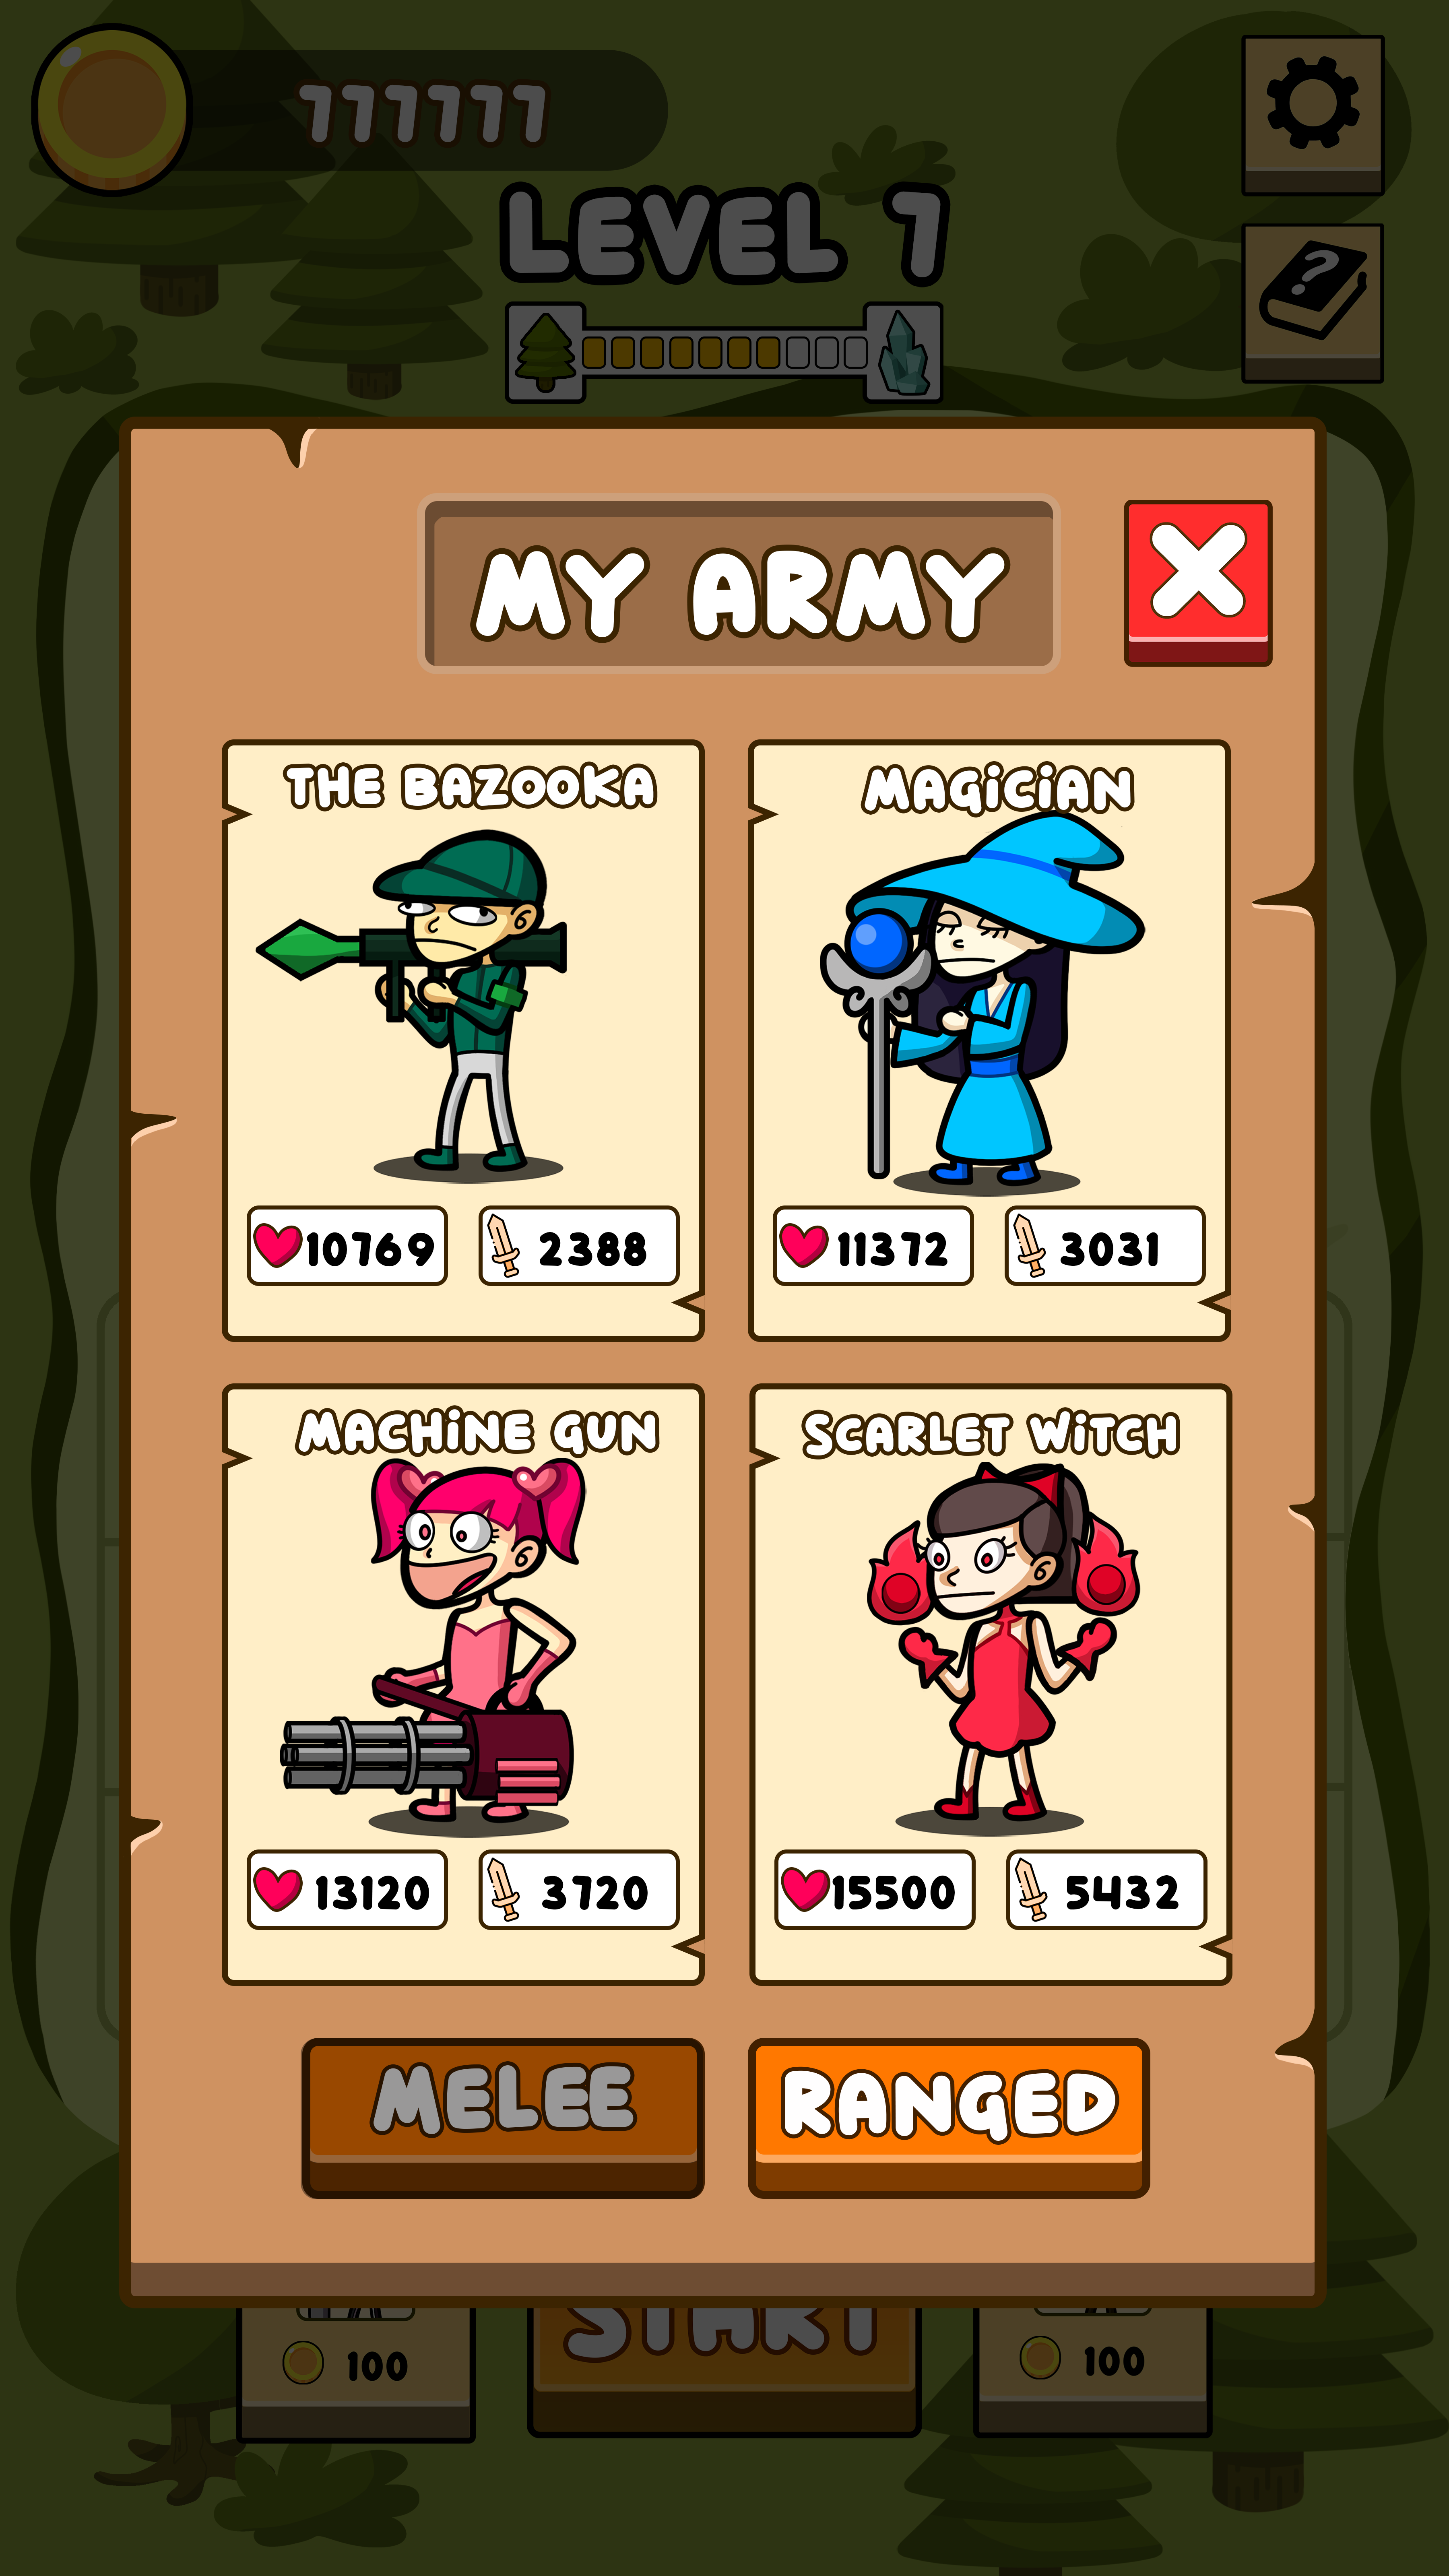 777777
LEVEL 7
?
MY ARMY
THE BAZOOKA
MAGiCiAN
10769
2388
11372
3031
MACHiNE GUN
SCARLET WiTCH
13120
3720
15500
5432
MELEE
RANGED
START
100
100